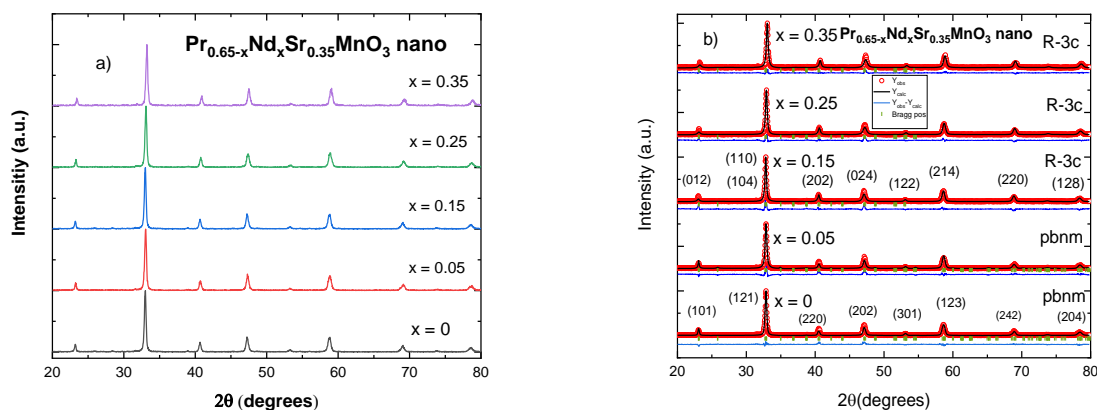 Pr0.65-xNdxSr0.35MnO3 nano
a)
x = 0.35
x = 0.25
x = 0.15
x = 0.05
x = 0
Intensitiy (a.u.)
20 30 40 50 60 70 80
2θ (degrees)
b)
x = 0.35 Pr0.65-xNdxSr0.35MnO3 nano
R-3c
Yobs
Ycalc
Yobs-Ycalc
Bragg pos
x = 0.25
R-3c
(110)
x = 0.15
R-3c
(012) (104) (202) (024) (122) (214) (220) (128)
x = 0.05
pbnm
x = 0
pbnm
(101) (121) (220) (202) (301) (123) (242) (204)
Intensity (a.u.)
20 30 40 50 60 70 80
2θ(degrees)